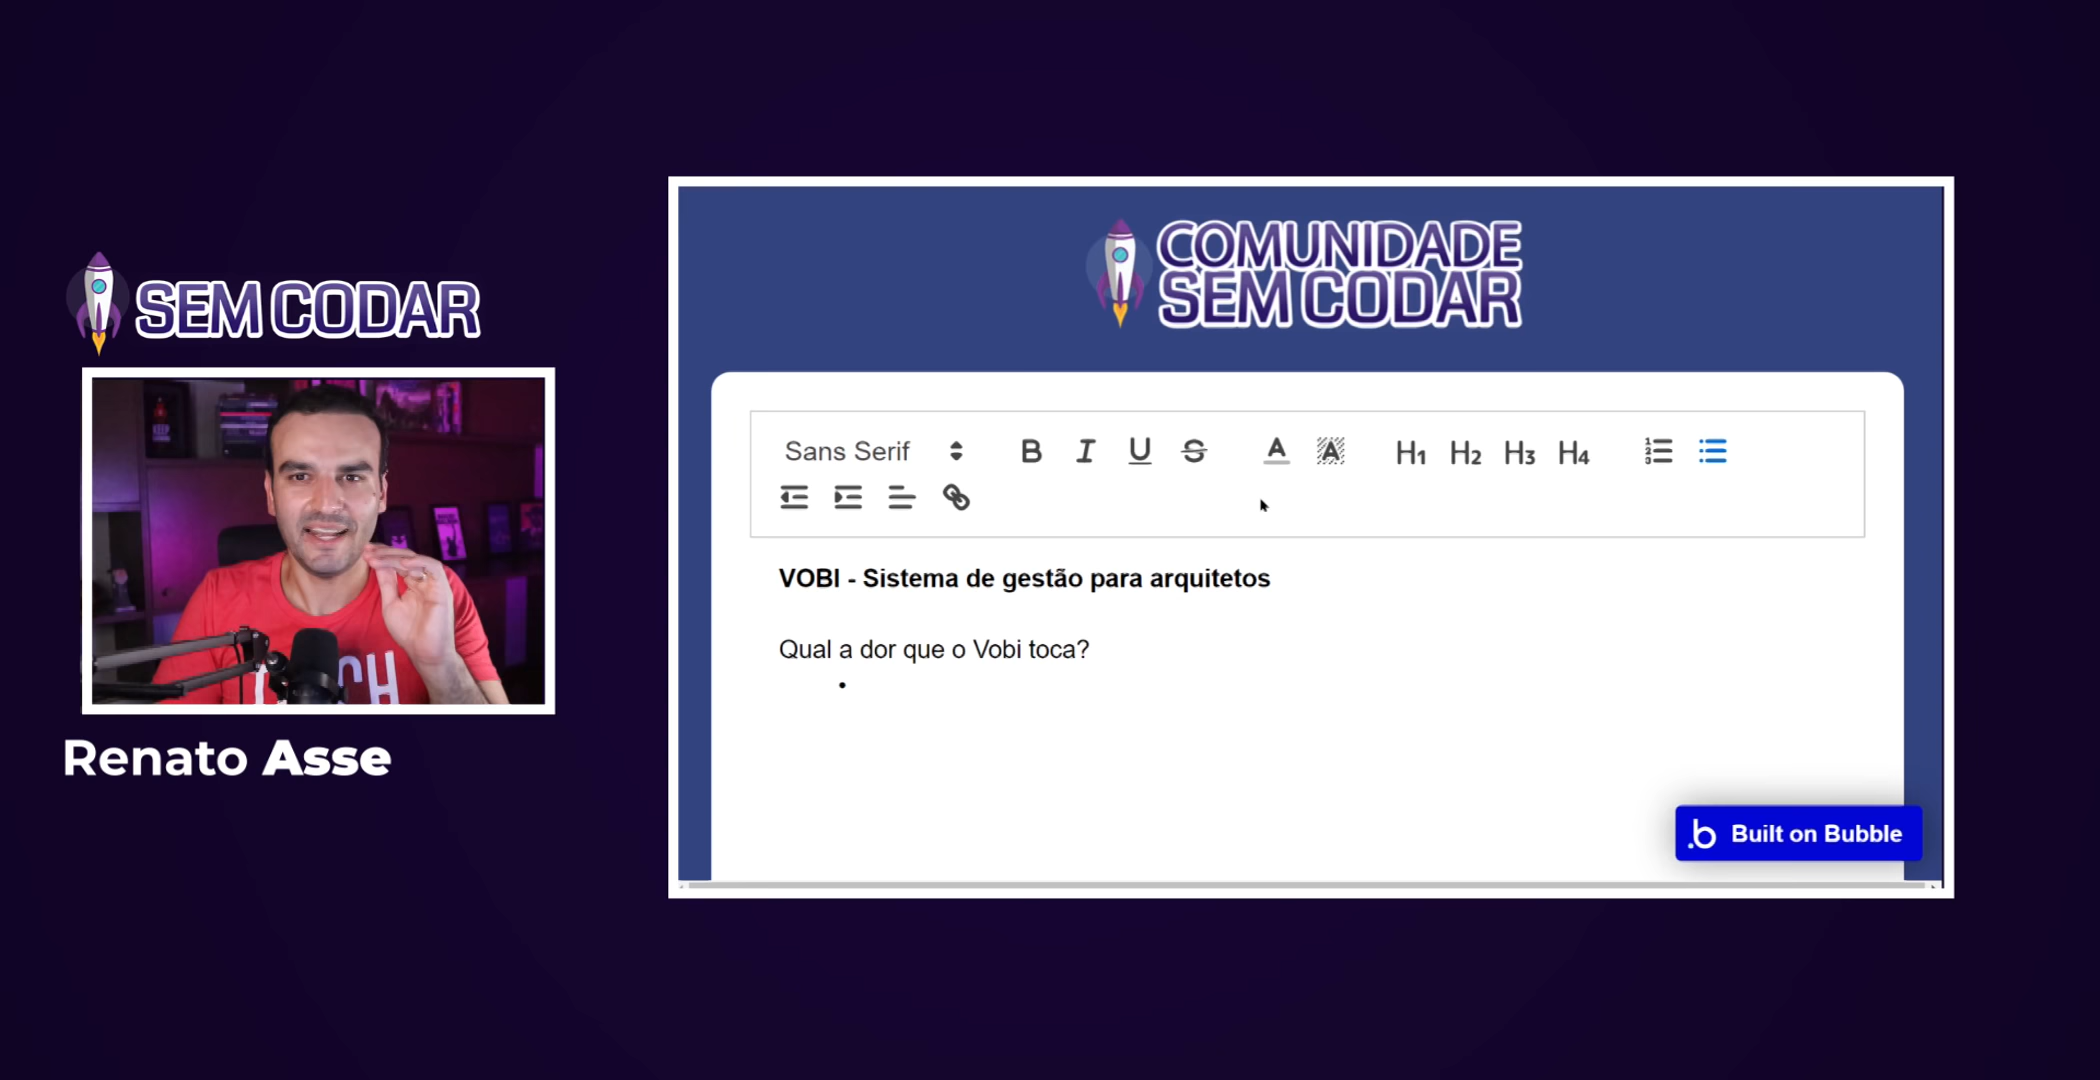 SEM CODAR
Renato Asse
COMUNIDADE
SEM CODAR
Sans Serif
B I U S A A H1 H2 H3 H4
VOBI - Sistema de gestão para arquitetos
Qual a dor que o Vobi toca?
•
.b Built on Bubble